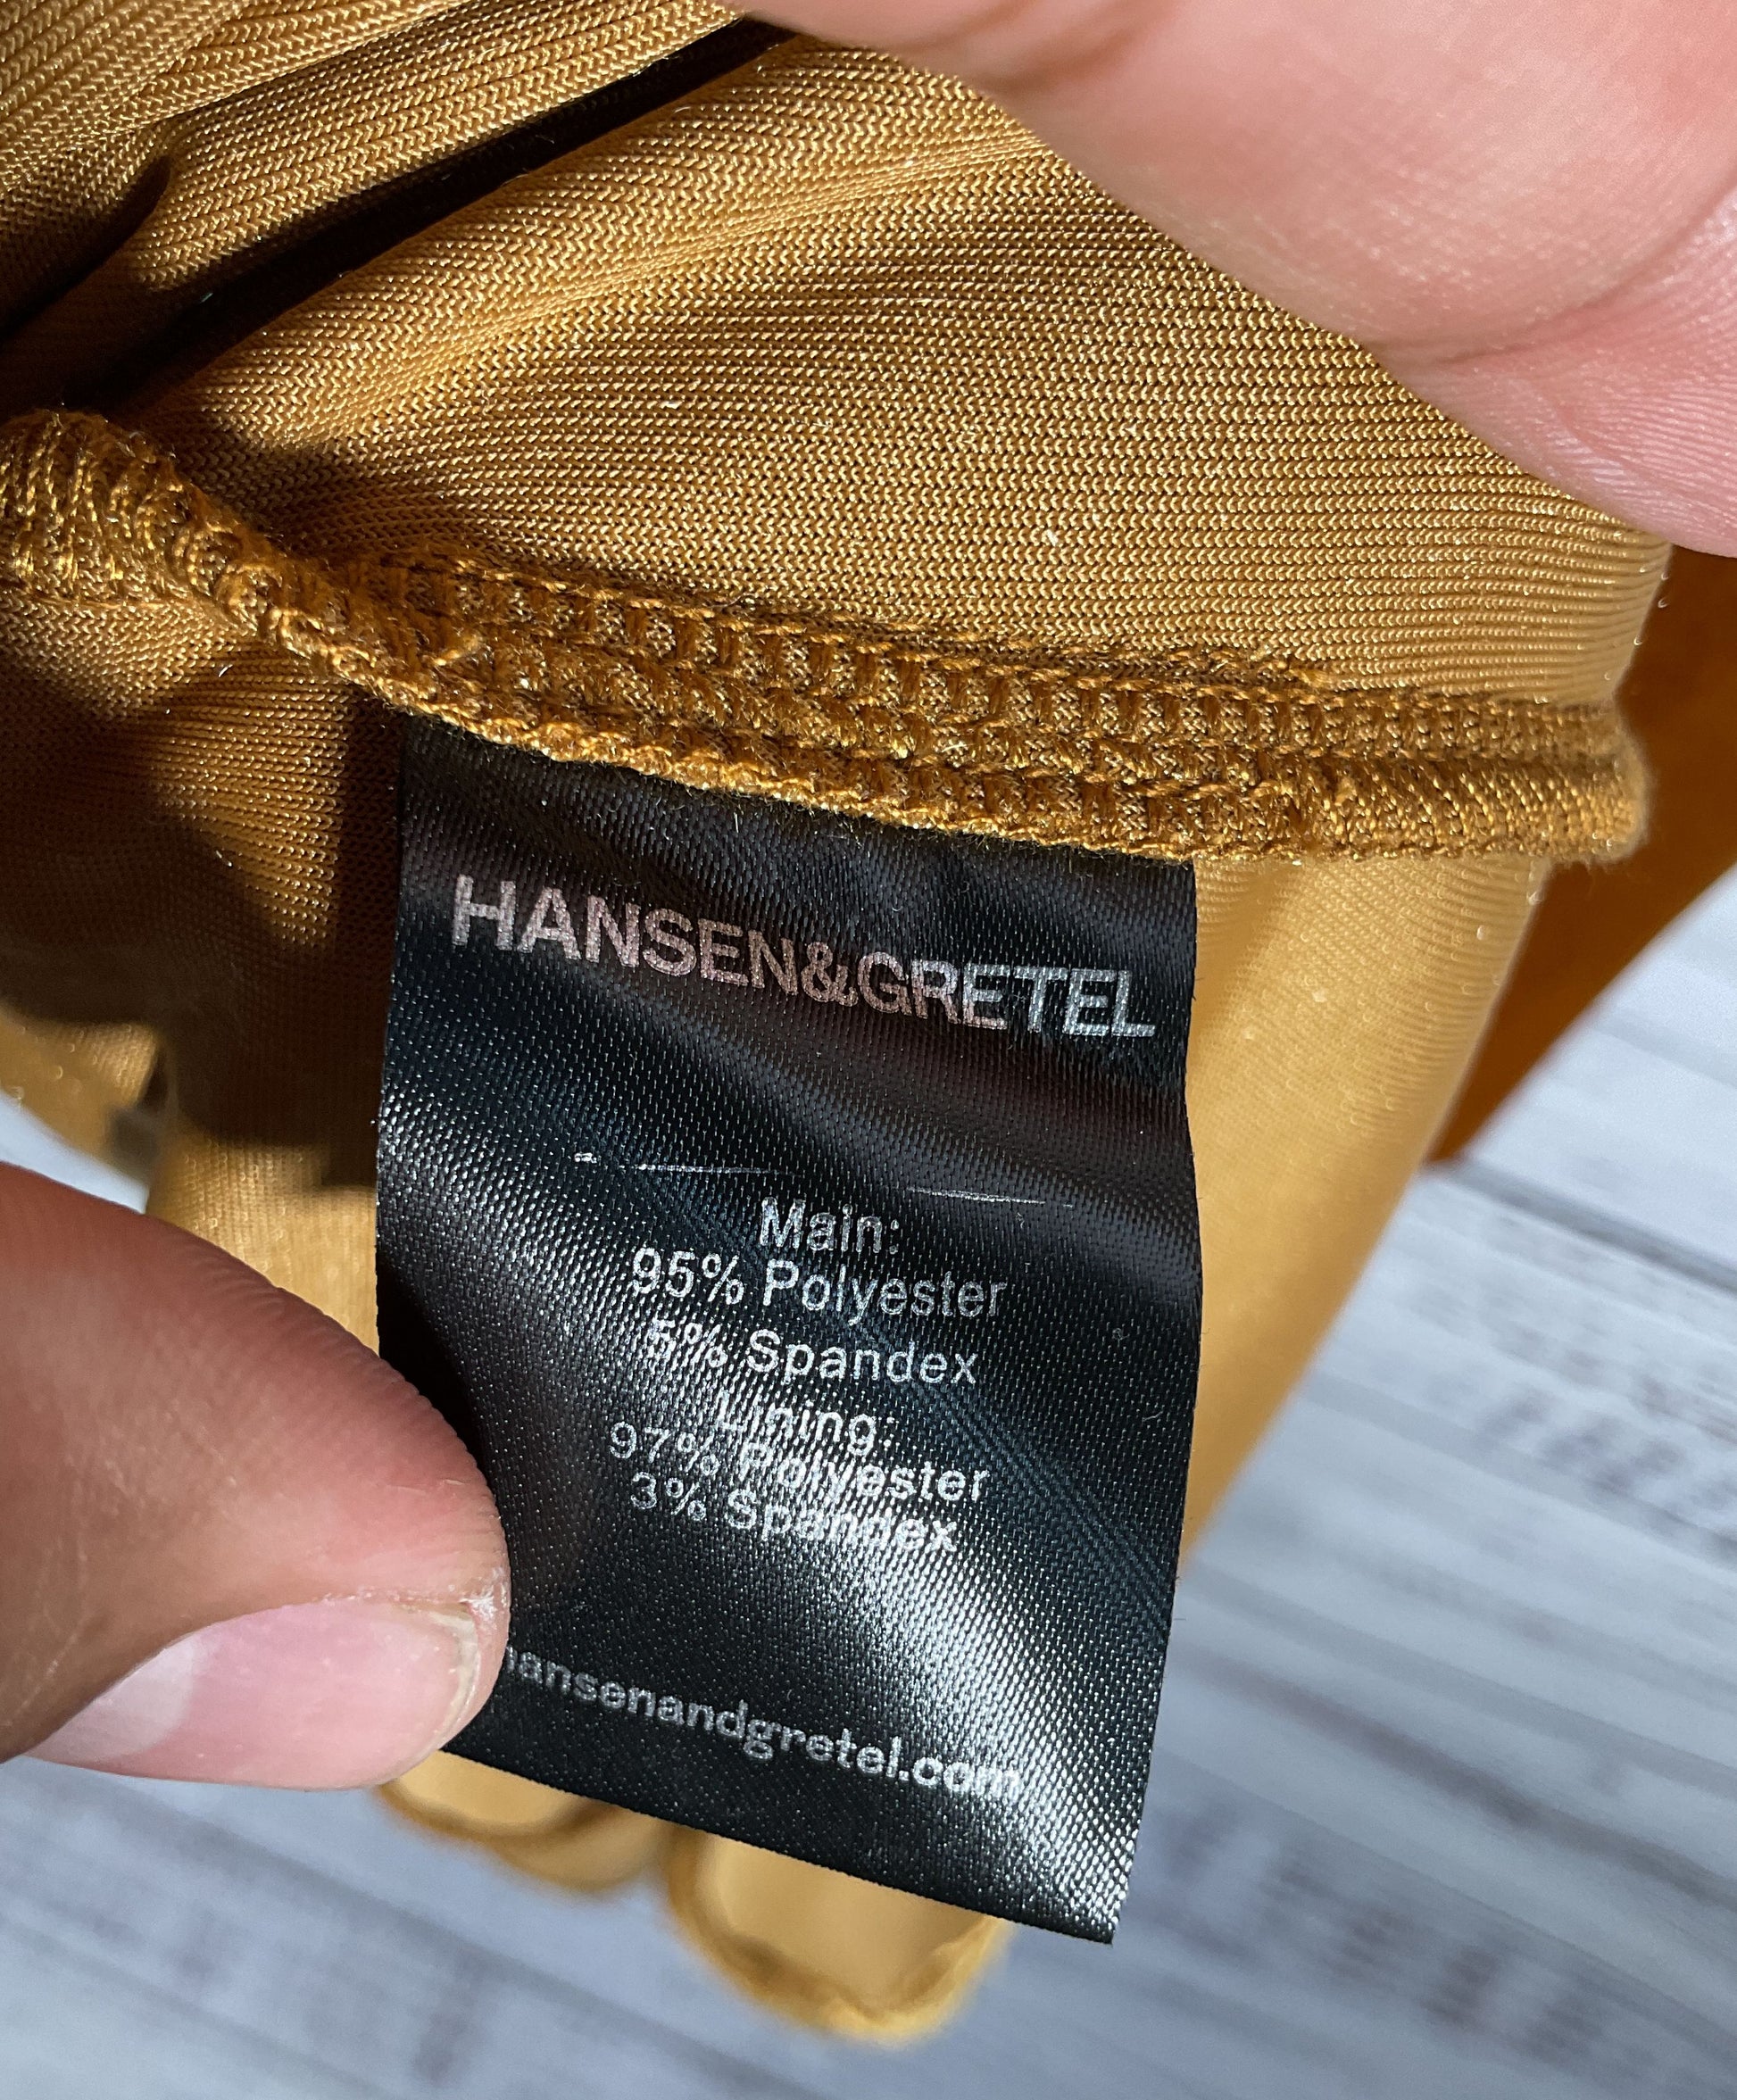 HANSEN&GRETEL
Main:
95% Polyester
5% Spandex
Lining:
97% Polyester
3% Spandex
hansenandgretel.com